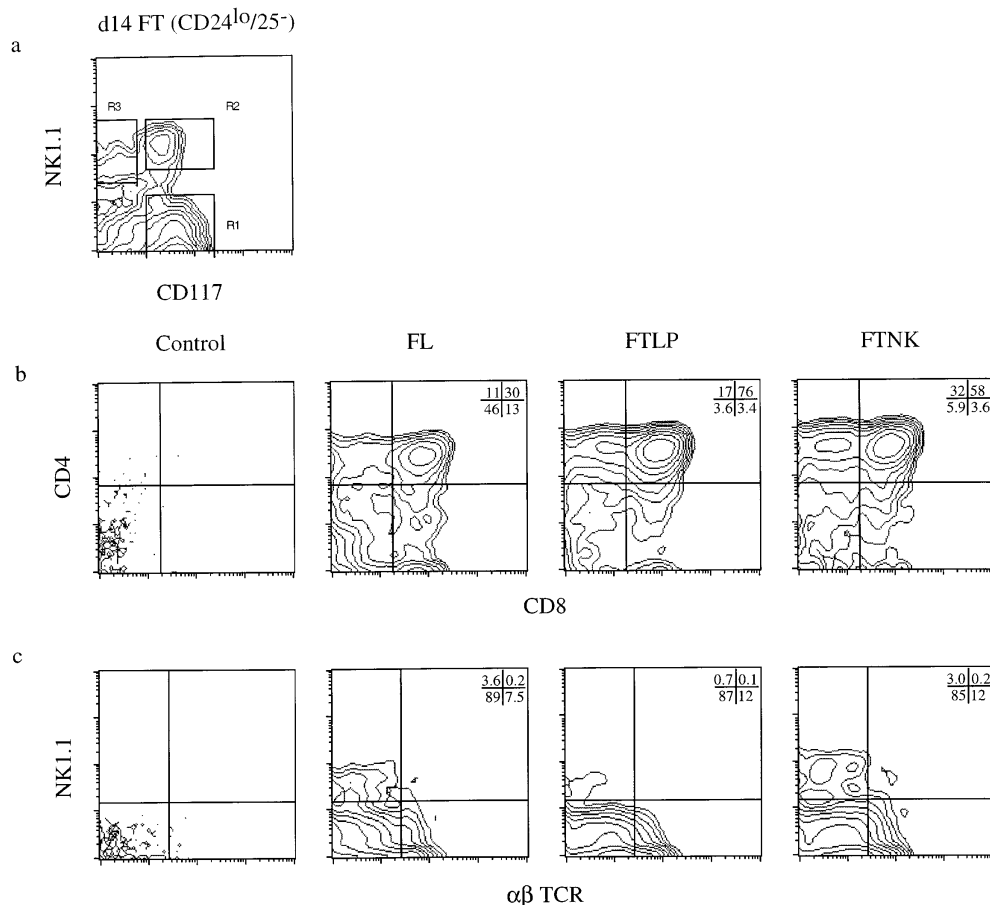 d14 FT (CD24lo/25-)
a
R3
R2
NK1.1
R1
CD117
Control
FL
FTLP
FTNK
b
11 30
46 13
17 76
3.6 3.4
32 58
5.9 3.6
CD4
CD8
c
3.6 0.2
89 7.5
0.7 0.1
87 12
3.0 0.2
85 12
NK1.1
αβ TCR